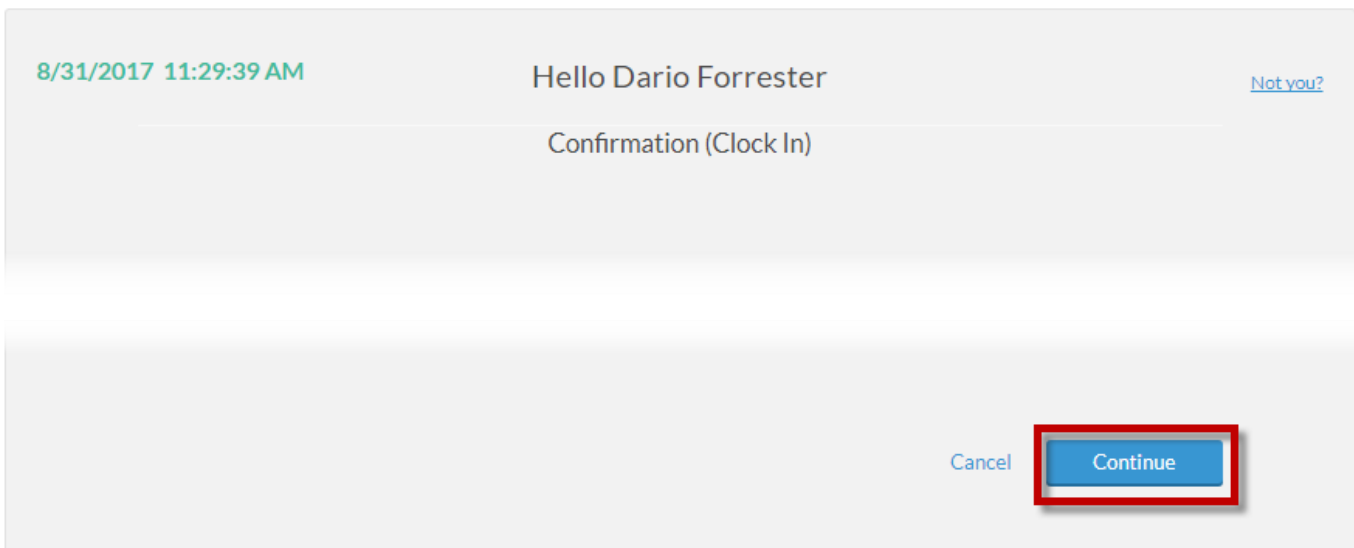 8/31/2017 11:29:39 AM
Hello Dario Forrester
Not you?
Confirmation (Clock In)
Cancel
Continue